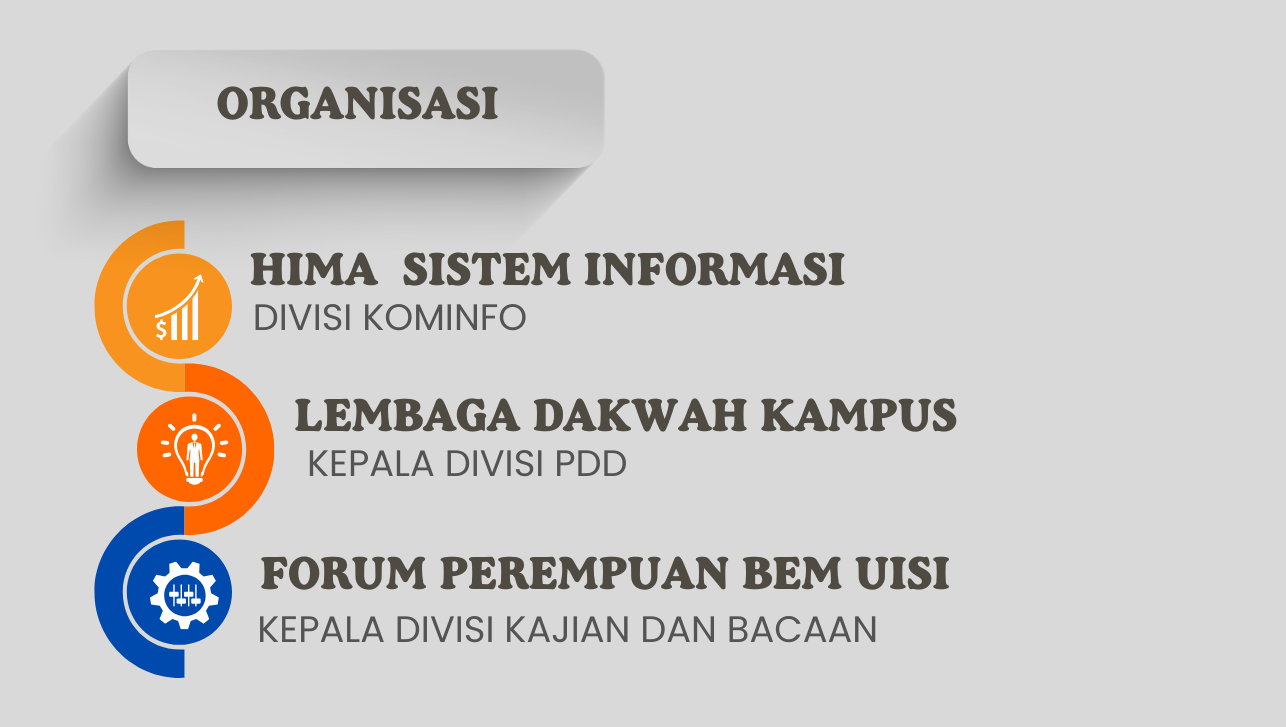 ORGANISASI
HIMA SISTEM INFORMASI
DIVISI KOMINFO
LEMBAGA DAKWAH KAMPUS
KEPALA DIVISI PDD
FORUM PEREMPUAN BEM UISI
KEPALA DIVISI KAJIAN DAN BACAAN
$